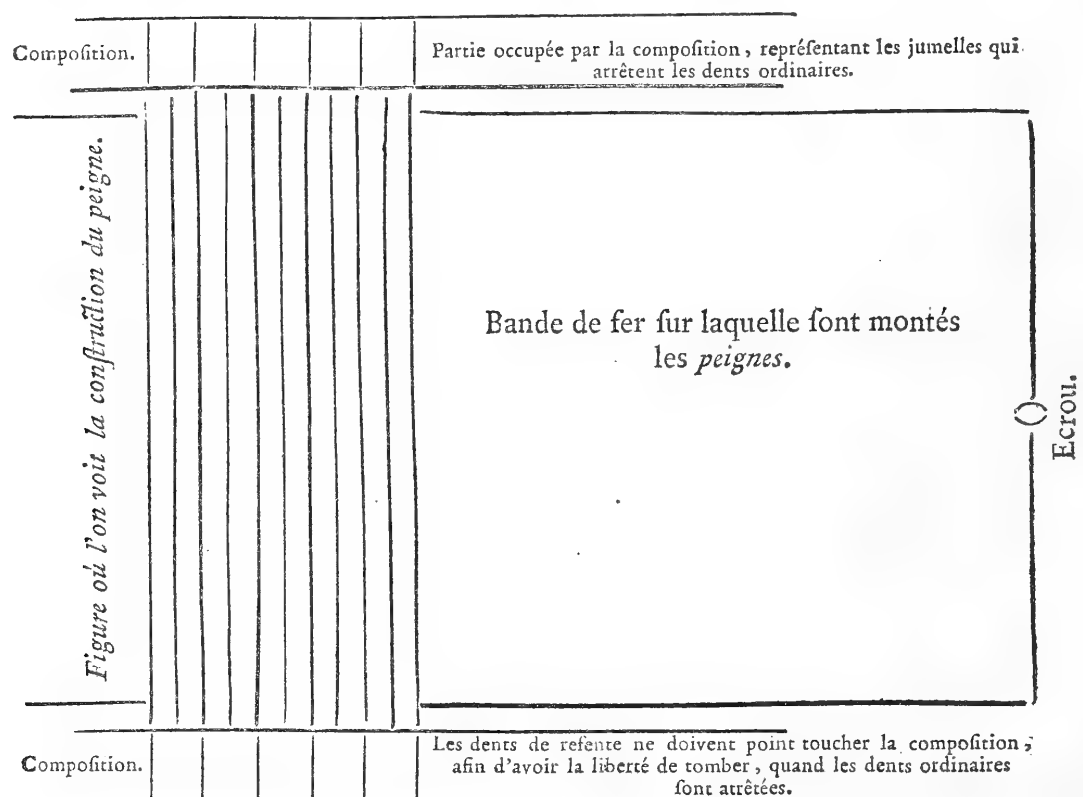 Compoſition.
Partie occupée par la compoſition, repréſentant les jumelles qui
arrêtent les dents ordinaires.
Figure où l'on voit la conſtruction du peigne.
Bande de fer ſur laquelle ſont montés
les peignes.
Ecrou.
Compoſition.
Les dents de refente ne doivent point toucher la compoſition,
afin d'avoir la liberté de tomber, quand les dents ordinaires
ſont arrêtées.